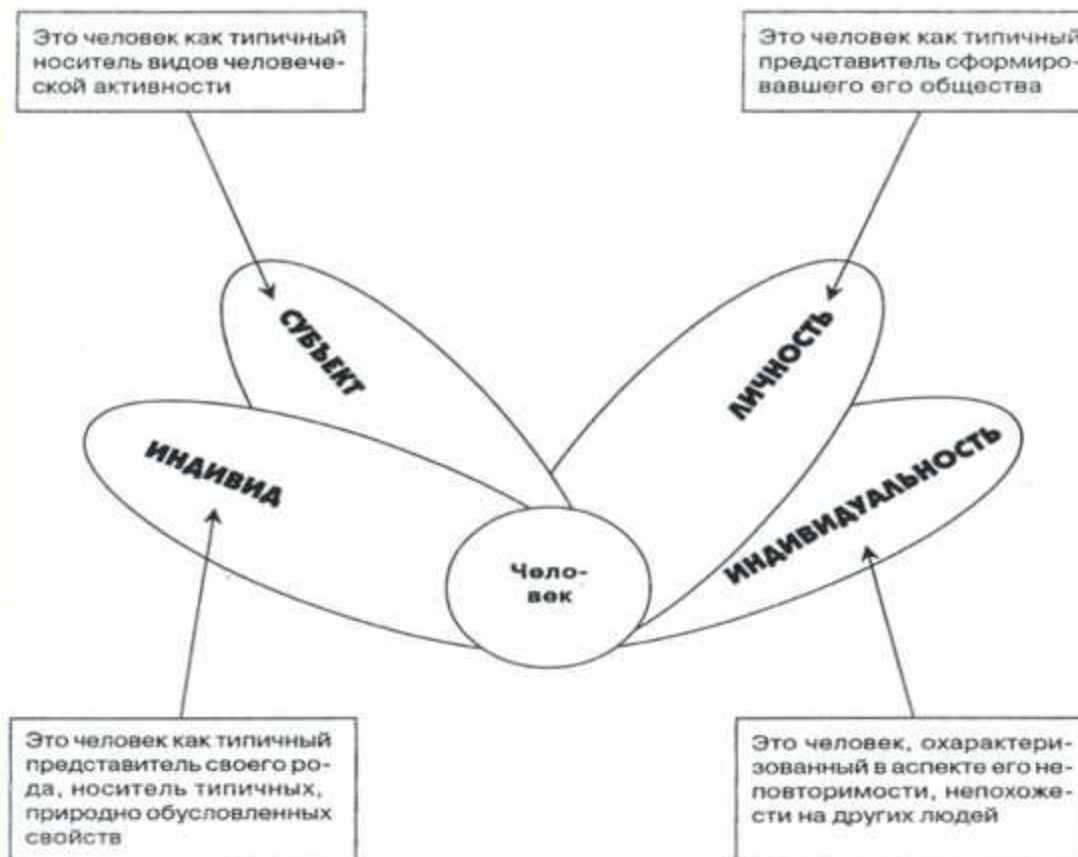 Это человек как типичный
носитель видов человече-
ской активности
Это человек как типичный
представитель сформиро-
вавшего его общества
СУБЪЕКТ
ЛИЧНОСТЬ
ИНДИВИД
ИНДИВИДУАЛЬНОСТЬ
Чело-
век
Это человек как типичный
представитель своего ро-
да, носитель типичных,
природно обусловленных
свойств
Это человек, охарактери-
зованный в аспекте его не-
повторимости, непохоже-
сти на других людей